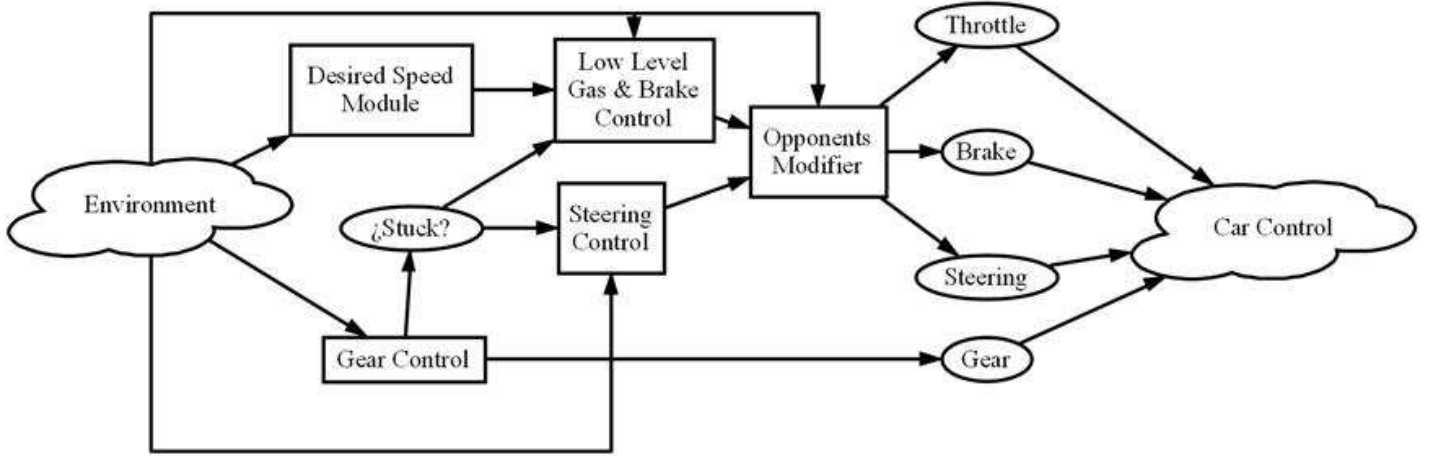 Throttle
Desired Speed
Module
Low Level
Gas & Brake
Control
Opponents
Modifier
Brake
Environment
¿Stuck?
Steering
Control
Car Control
Steering
Gear Control
Gear